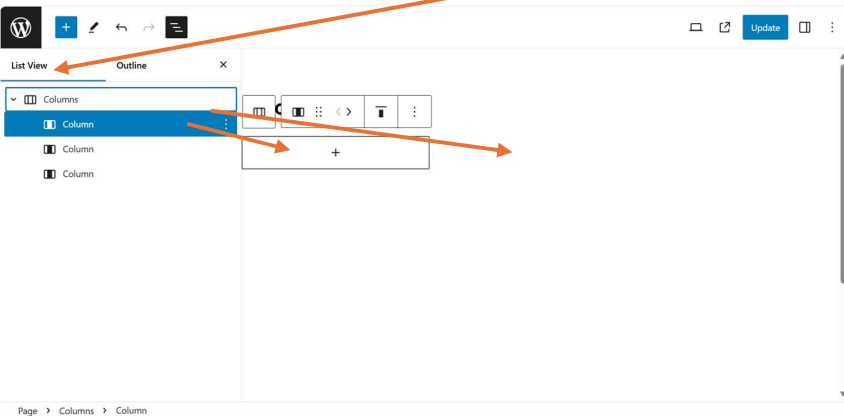 Update
List View Outline
Columns
Column
Column
Column
Page > Columns > Column